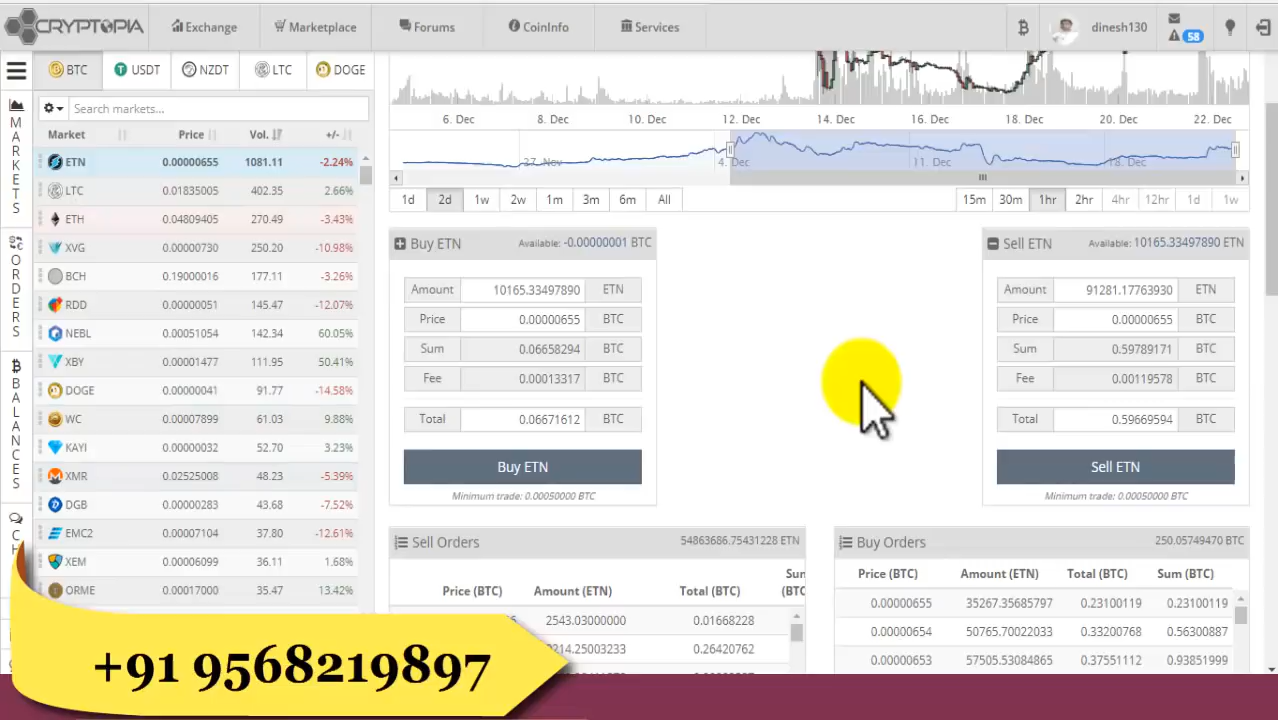 CRYPTOPIA Exchange Marketplace Forums CoinInfo Services dinesh130 58
BTC USDT NZDT LTC DOGE
Search markets...
Market Price Vol. +/-
ETN 0.00000655 1081.11 -2.24%
LTC 0.01835005 402.35 2.66%
ETH 0.04809405 270.49 -3.43%
XVG 0.00000730 250.20 -10.98%
BCH 0.19000016 177.11 -3.26%
RDD 0.00000051 145.47 -12.07%
NEBL 0.00051054 142.34 60.05%
XBY 0.00001477 111.95 50.41%
DOGE 0.00000041 91.77 -14.58%
WC 0.00007899 61.03 9.88%
KAYI 0.00000032 52.70 3.23%
XMR 0.02525008 48.23 -5.39%
DGB 0.00000283 43.68 -7.52%
EMC2 0.00007104 37.80 -12.61%
XEM 0.00006099 36.11 1.68%
ORME 0.00017000 35.47 13.42%
MARKETS
ORDERS
BALANCES
6. Dec 8. Dec 10. Dec 12. Dec 14. Dec 16. Dec 18. Dec 20. Dec 22. Dec
27. Nov 4. Dec 11. Dec 18. Dec
1d 2d 1w 2w 1m 3m 6m All 15m 30m 1hr 2hr 4hr 12hr 1d 1w
Buy ETN Available: -0.00000001 BTC
Amount 10165.33497890 ETN
Price 0.00000655 BTC
Sum 0.06658294 BTC
Fee 0.00013317 BTC
Total 0.06671612 BTC
Buy ETN
Minimum trade: 0.00050000 BTC
Sell ETN Available: 10165.33497890 ETN
Amount 91281.17763930 ETN
Price 0.00000655 BTC
Sum 0.59789171 BTC
Fee 0.00119578 BTC
Total 0.59669594 BTC
Sell ETN
Minimum trade: 0.00050000 BTC
Sell Orders 54863686.75431228 ETN
Price (BTC) Amount (ETN) Total (BTC) Sum (BTC)
2543.03000000 0.01668228
0.26420762
Buy Orders 250.05749470 BTC
Price (BTC) Amount (ETN) Total (BTC) Sum (BTC)
0.00000655 35267.35685797 0.23100119 0.23100119
0.00000654 50765.70022033 0.33200768 0.56300887
0.00000653 57505.53084865 0.37551112 0.93851999
+91 9568219897